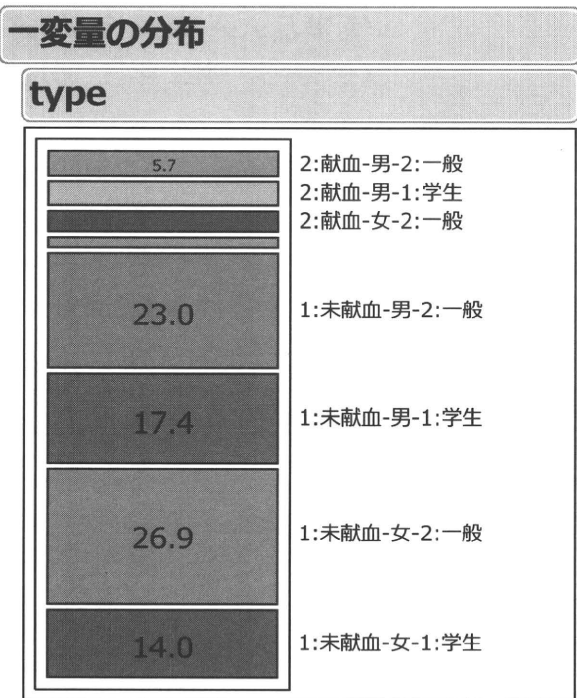 一変量の分布
type
5.7 2:献血-男-2:一般
2:献血-男-1:学生
2:献血-女-2:一般
23.0 1:未献血-男-2:一般
17.4 1:未献血-男-1:学生
26.9 1:未献血-女-2:一般
14.0 1:未献血-女-1:学生